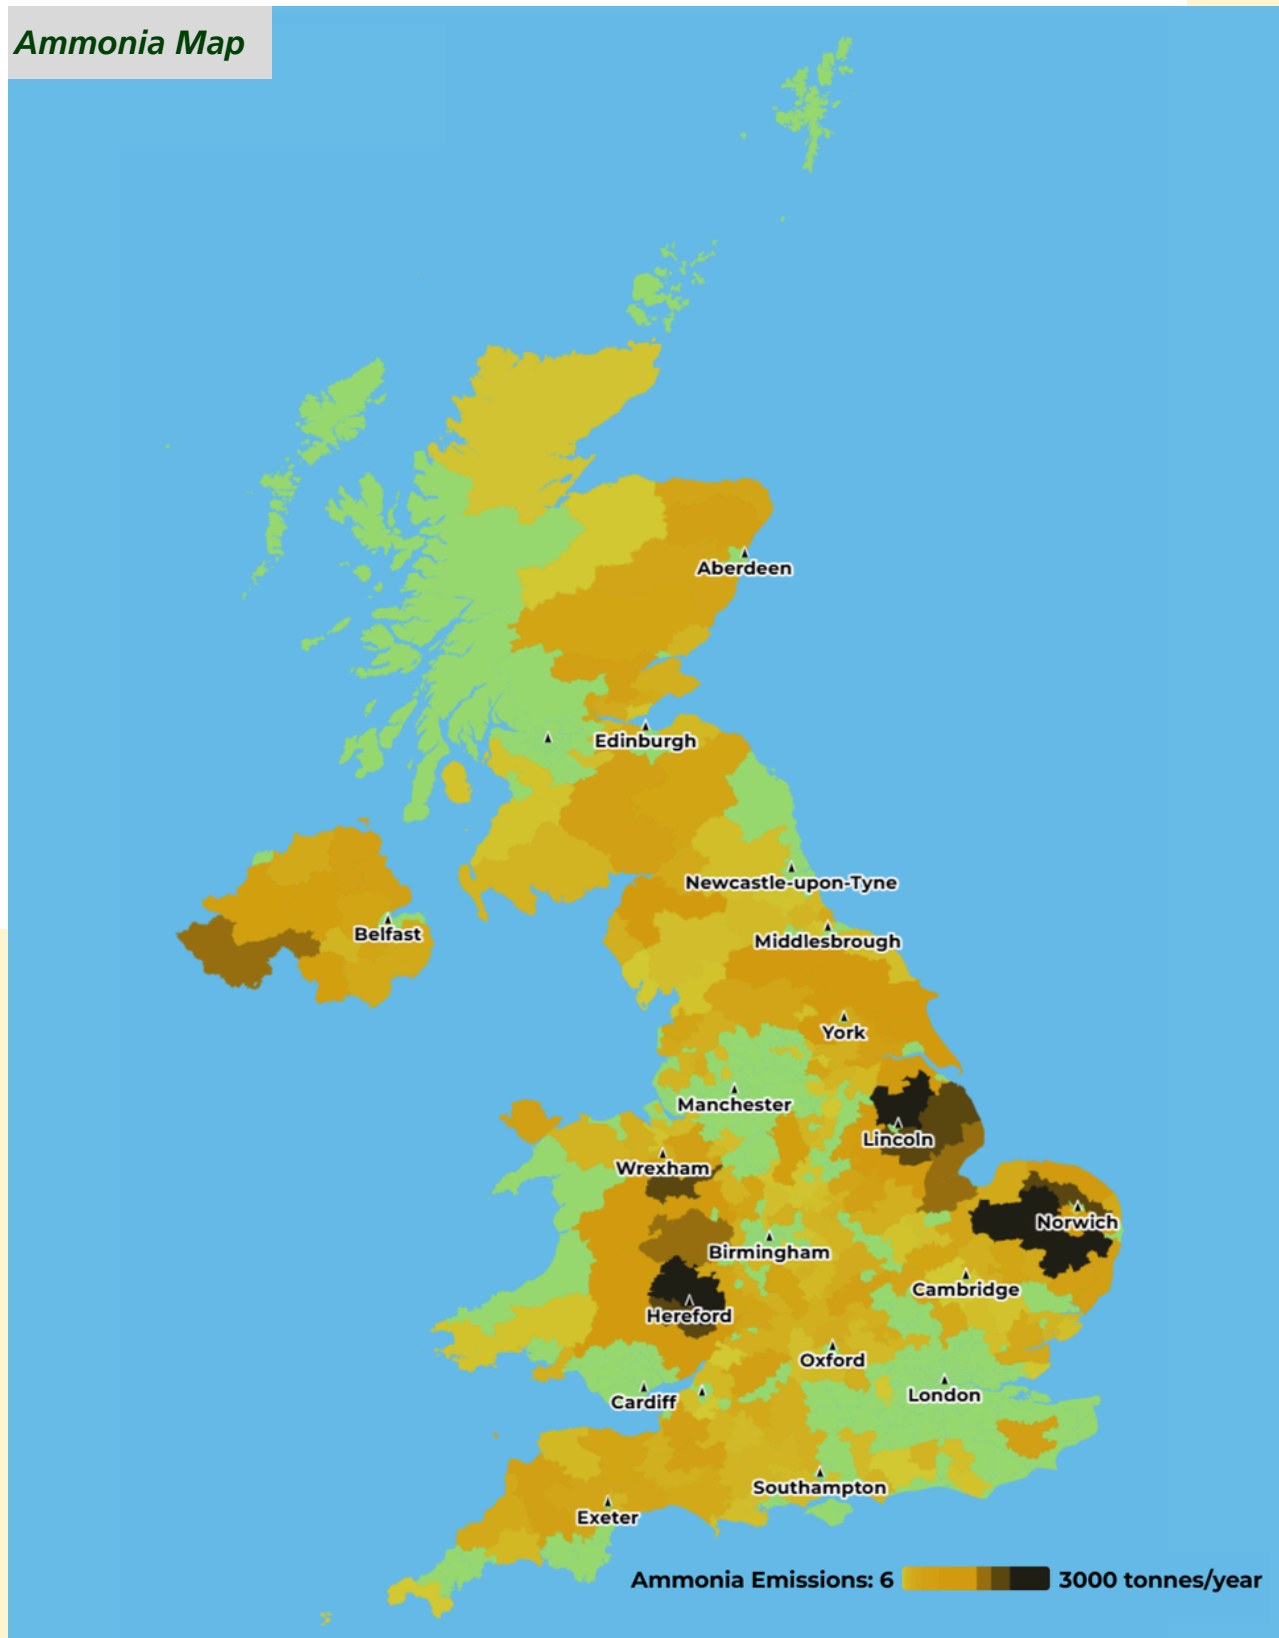 Ammonia Map
Aberdeen
Edinburgh
Newcastle-upon-Tyne
Belfast
Middlesbrough
York
Manchester
Lincoln
Wrexham
Norwich
Birmingham
Cambridge
Hereford
Oxford
London
Cardiff
Southampton
Exeter
Ammonia Emissions: 6 3000 tonnes/year